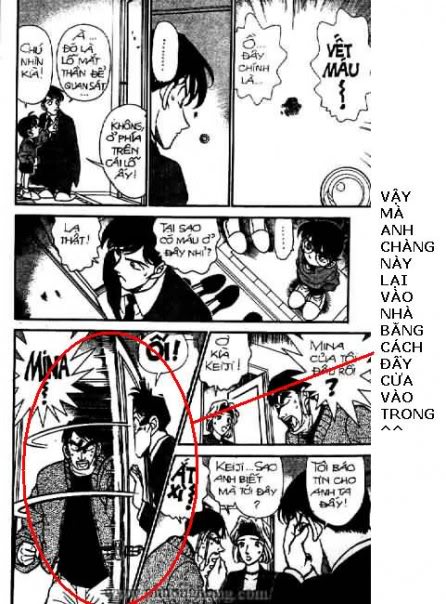 CHÚ
NHÌN
KÌA!
À...
ĐÓ LÀ
LỖ MẮT
THẦN ĐỂ
QUAN SÁT...
KHÔNG,
Ở PHÍA
TRÊN
CÁI LỖ
ẤY!
........
Ồ...
ĐÂY
CHÍNH
LÀ...
VẾT
MÁU
~!
LẠ
THẬT!
TẠI SAO
CÓ MÁU Ở
ĐÂY NHỈ?
...
MINA
~!
ỐI!
Ơ
KÌA
KEIJI!
MINA
CỦA TÔI
ĐÂU RỒI
?
ẤT
XÌ!
KEIJI... SAO
ANH BIẾT
MÀ TỚI ĐÂY
?
TÔI BÁO
TIN CHO
ANH TA
ĐẤY!
VẬY
MÀ
ANH
CHÀNG
NÀY
LẠI
VÀO
NHÀ
BẰNG
CÁCH
ĐẨY
CỬA
VÀO
TRONG
^^